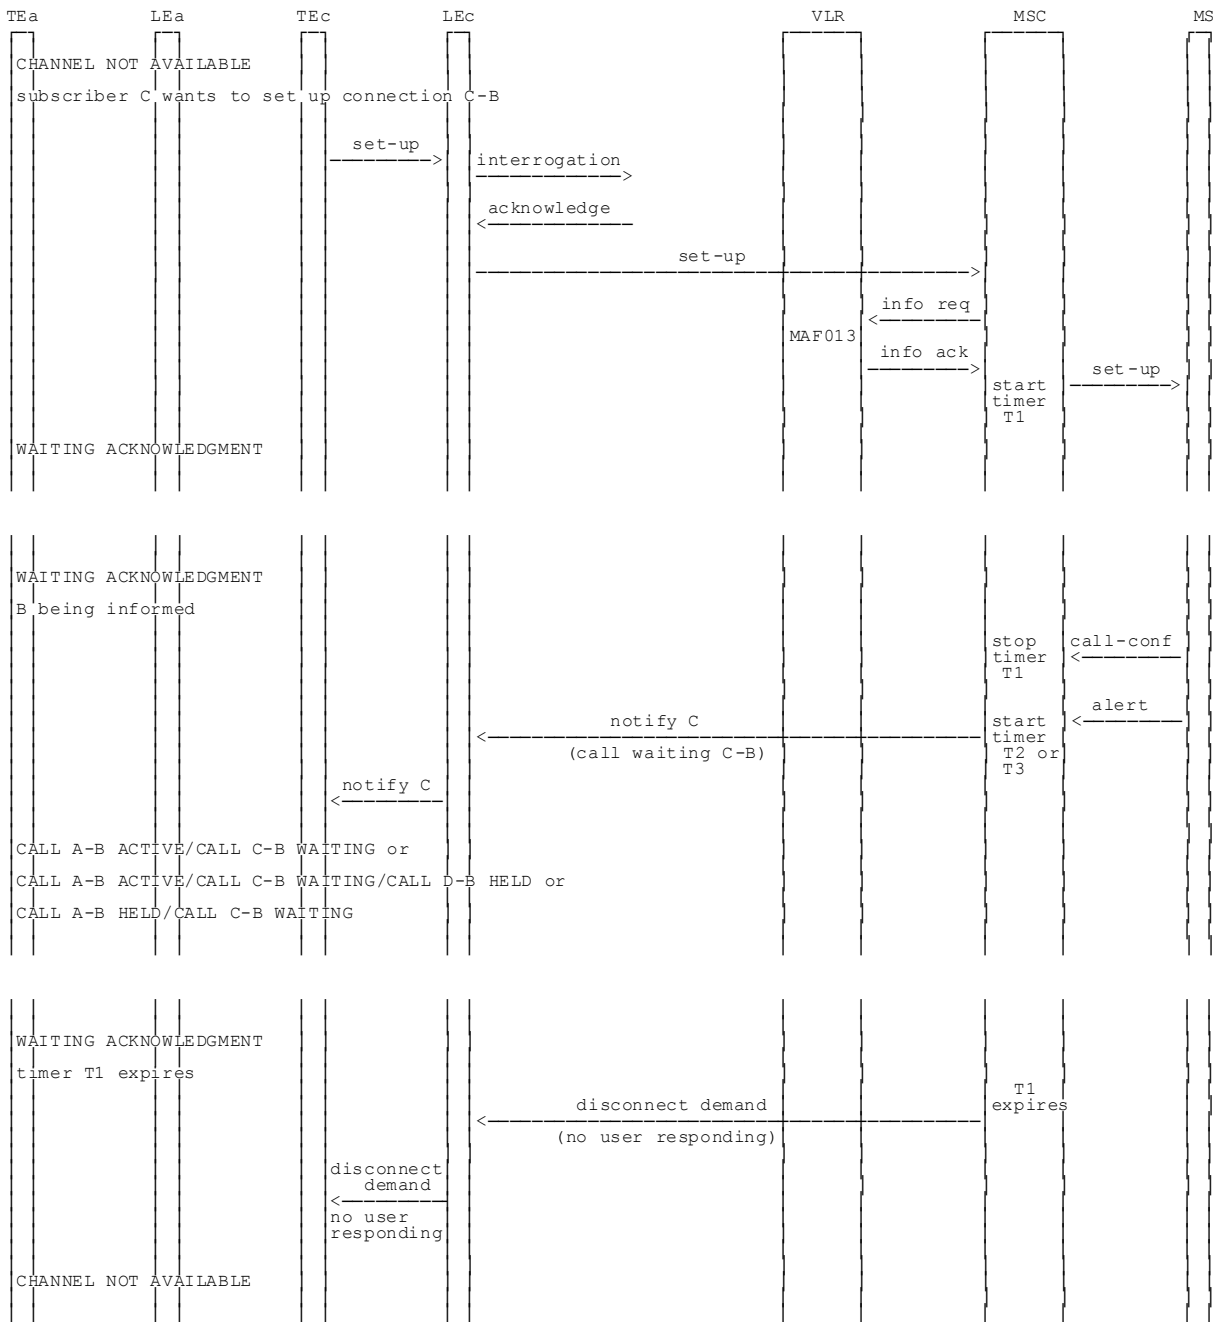 TEa LEa TEc LEc VLR MSC MS
CHANNEL NOT AVAILABLE
subscriber C wants to set up connection C-B
set-up
interrogation
acknowledge
set-up
info req
MAF013
info ack
set-up
start
timer
T1
WAITING ACKNOWLEDGMENT
WAITING ACKNOWLEDGMENT
B being informed
stop call-conf
timer
T1
alert
notify C start
timer
(call waiting C-B) T2 or
T3
notify C
CALL A-B ACTIVE/CALL C-B WAITING or
CALL A-B ACTIVE/CALL C-B WAITING/CALL D-B HELD or
CALL A-B HELD/CALL C-B WAITING
WAITING ACKNOWLEDGMENT
timer T1 expires
T1
disconnect demand expires
(no user responding)
disconnect
demand
no user
responding
CHANNEL NOT AVAILABLE